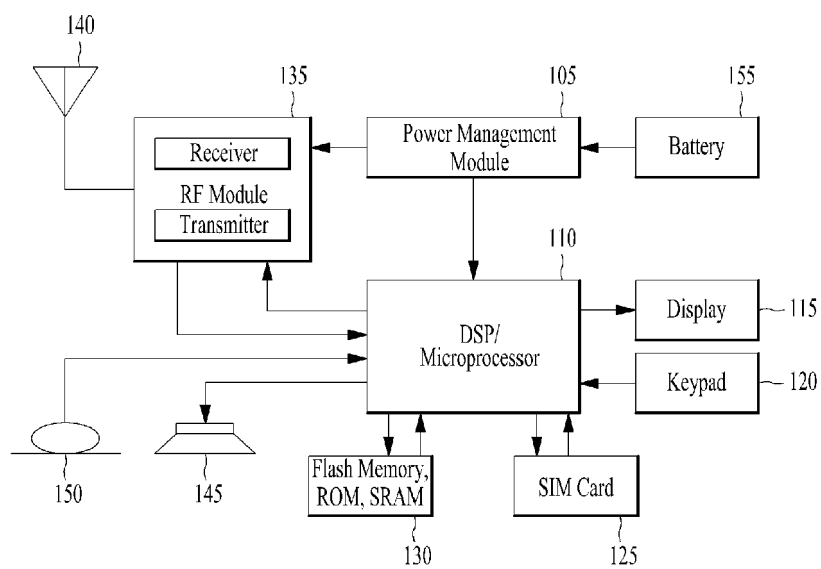 140
135
105
155
Receiver
RF Module
Transmitter
Power Management
Module
Battery
110
DSP/
Microprocessor
Display
115
Keypad
120
150
145
Flash Memory,
ROM, SRAM
130
SIM Card
125